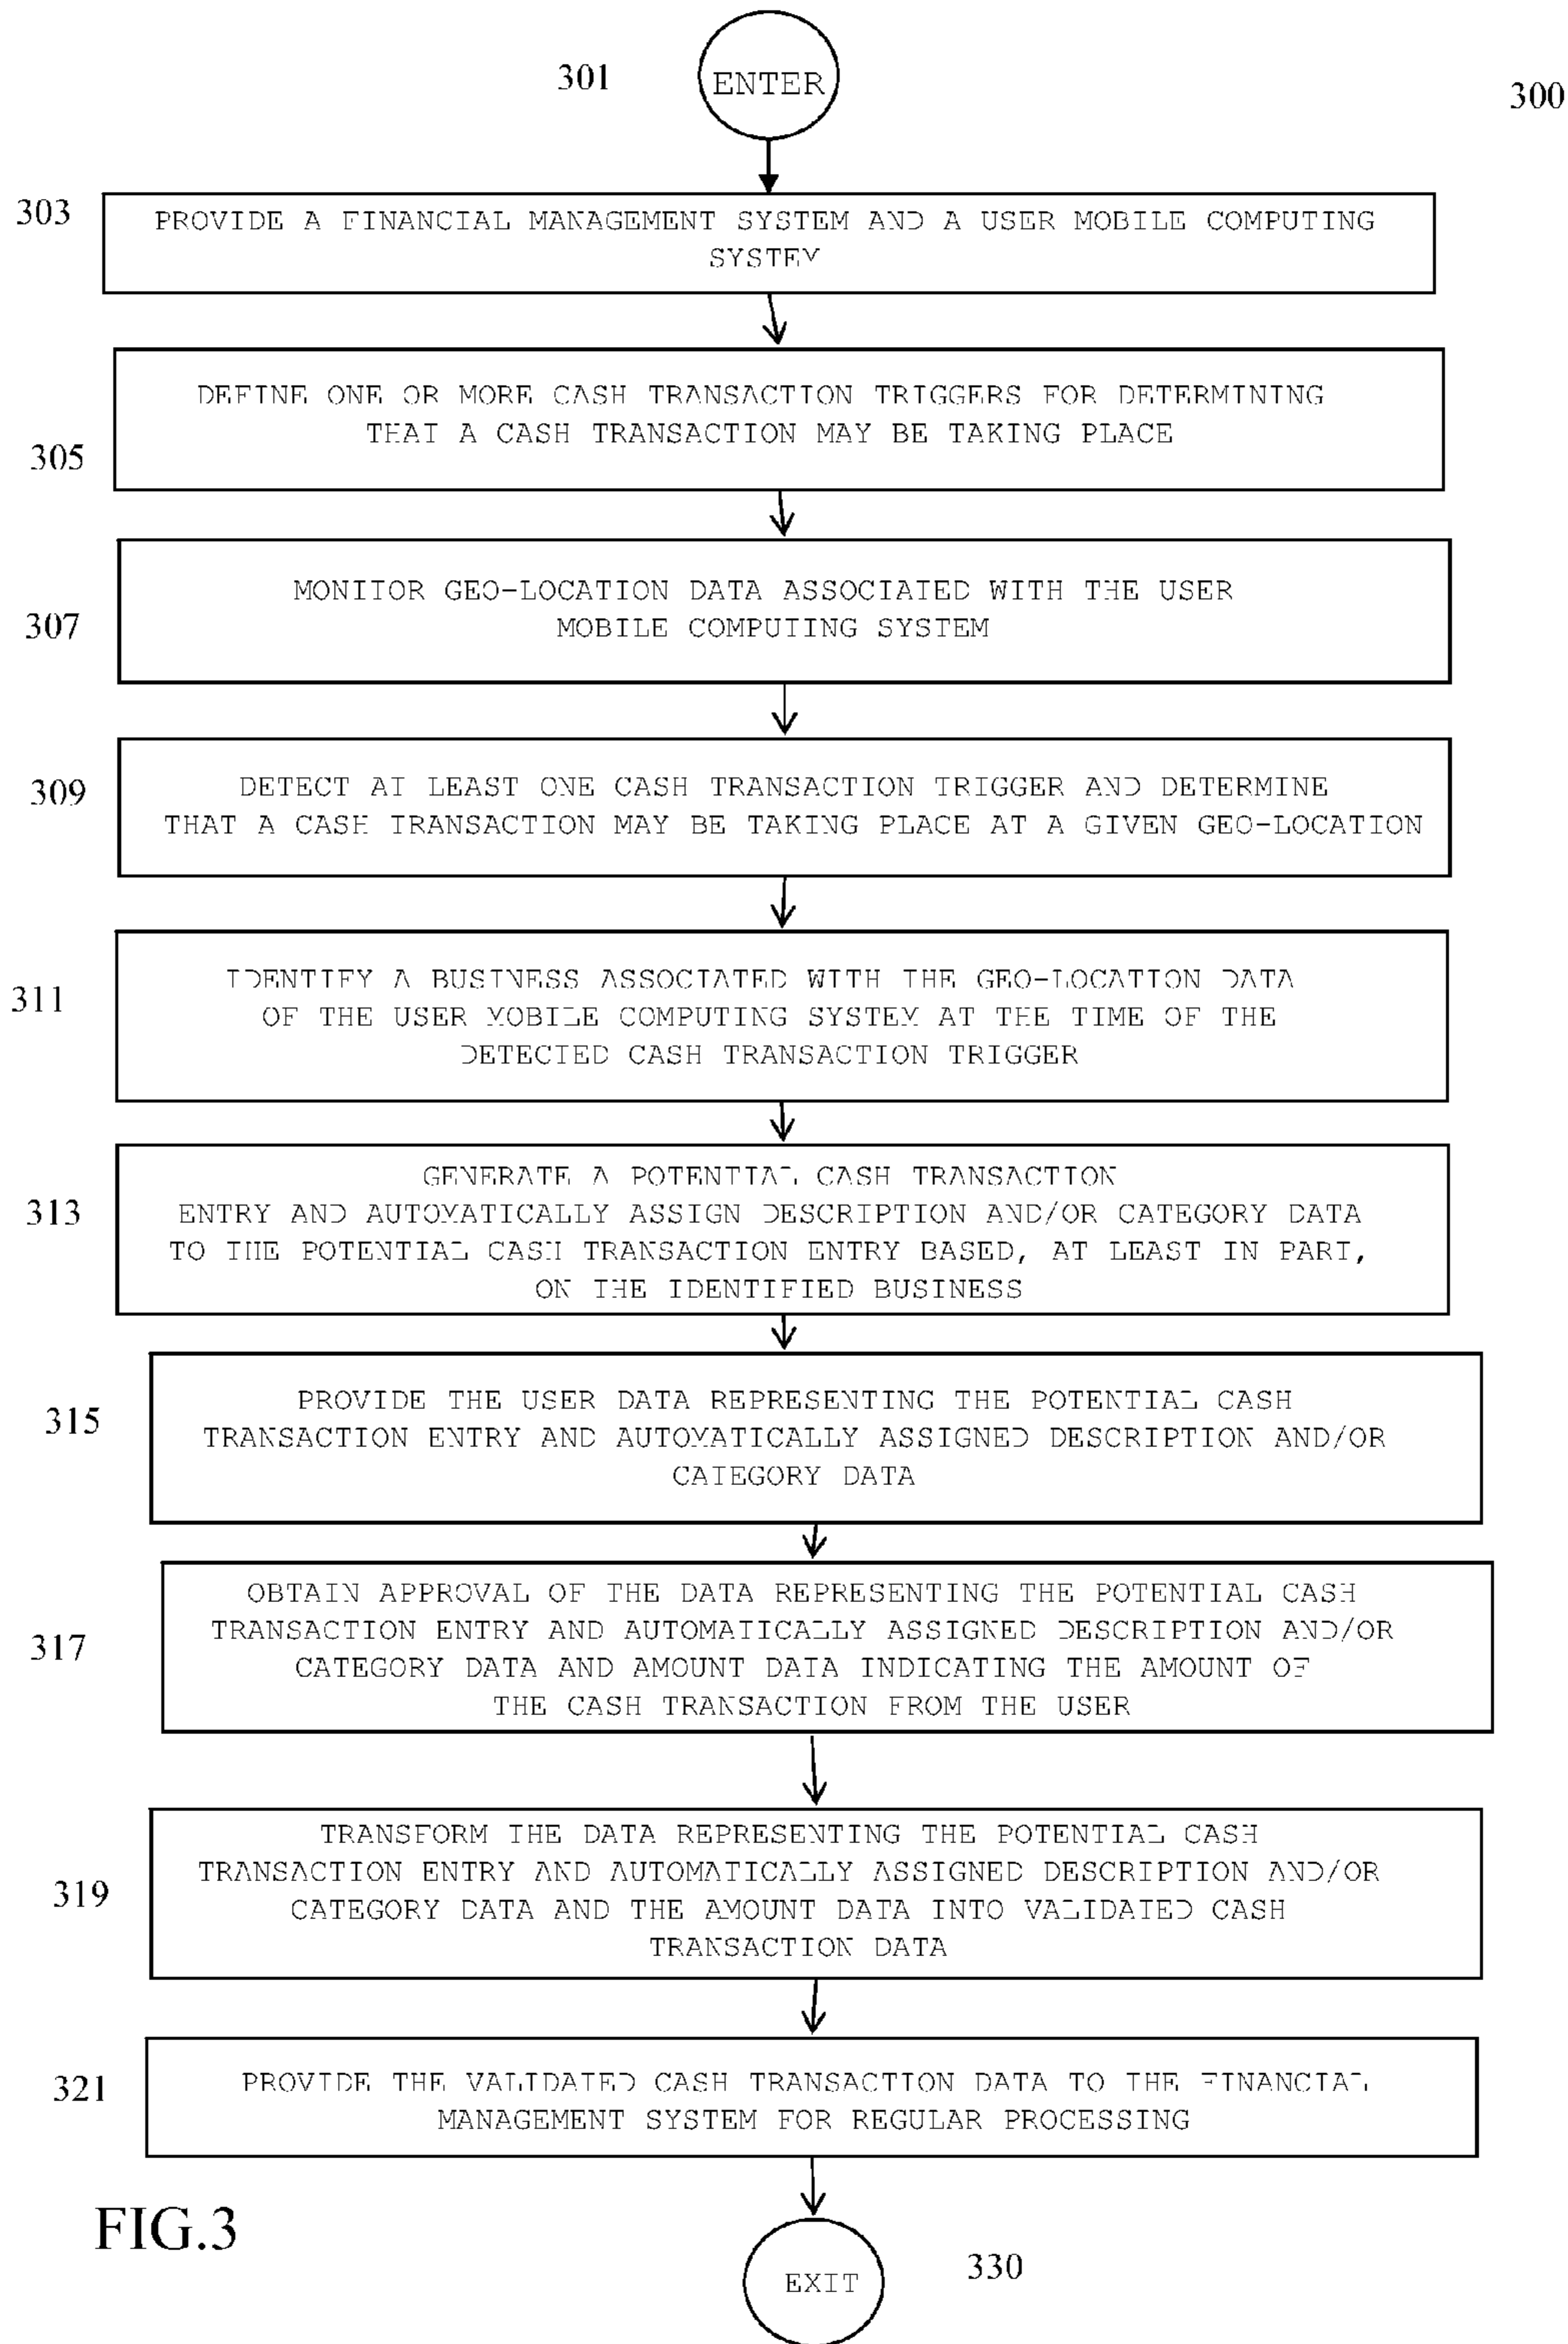 301
ENTER
300
303
PROVIDE A FINANCIAL MANAGEMENT SYSTEM AND A USER MOBILE COMPUTING
SYSTEM
DEFINE ONE OR MORE CASH TRANSACTION TRIGGERS FOR DETERMINING
THAT A CASH TRANSACTION MAY BE TAKING PLACE
305
MONITOR GEO-LOCATION DATA ASSOCIATED WITH THE USER
MOBILE COMPUTING SYSTEM
307
309
DETECT AT LEAST ONE CASH TRANSACTION TRIGGER AND DETERMINE
THAT A CASH TRANSACTION MAY BE TAKING PLACE AT A GIVEN GEO-LOCATION
311
IDENTIFY A BUSINESS ASSOCIATED WITH THE GEO-LOCATION DATA
OF THE USER MOBILE COMPUTING SYSTEM AT THE TIME OF THE
DETECTED CASH TRANSACTION TRIGGER
313
GENERATE A POTENTIAL CASH TRANSACTION
ENTRY AND AUTOMATICALLY ASSIGN DESCRIPTION AND/OR CATEGORY DATA
TO THE POTENTIAL CASH TRANSACTION ENTRY BASED, AT LEAST IN PART,
ON THE IDENTIFIED BUSINESS
315
PROVIDE THE USER DATA REPRESENTING THE POTENTIAL CASH
TRANSACTION ENTRY AND AUTOMATICALLY ASSIGNED DESCRIPTION AND/OR
CATEGORY DATA
317
OBTAIN APPROVAL OF THE DATA REPRESENTING THE POTENTIAL CASH
TRANSACTION ENTRY AND AUTOMATICALLY ASSIGNED DESCRIPTION AND/OR
CATEGORY DATA AND AMOUNT DATA INDICATING THE AMOUNT OF
THE CASH TRANSACTION FROM THE USER
319
TRANSFORM THE DATA REPRESENTING THE POTENTIAL CASH
TRANSACTION ENTRY AND AUTOMATICALLY ASSIGNED DESCRIPTION AND/OR
CATEGORY DATA AND THE AMOUNT DATA INTO VALIDATED CASH
TRANSACTION DATA
321
PROVIDE THE VALIDATED CASH TRANSACTION DATA TO THE FINANCIAL
MANAGEMENT SYSTEM FOR REGULAR PROCESSING
FIG.3
EXIT
330